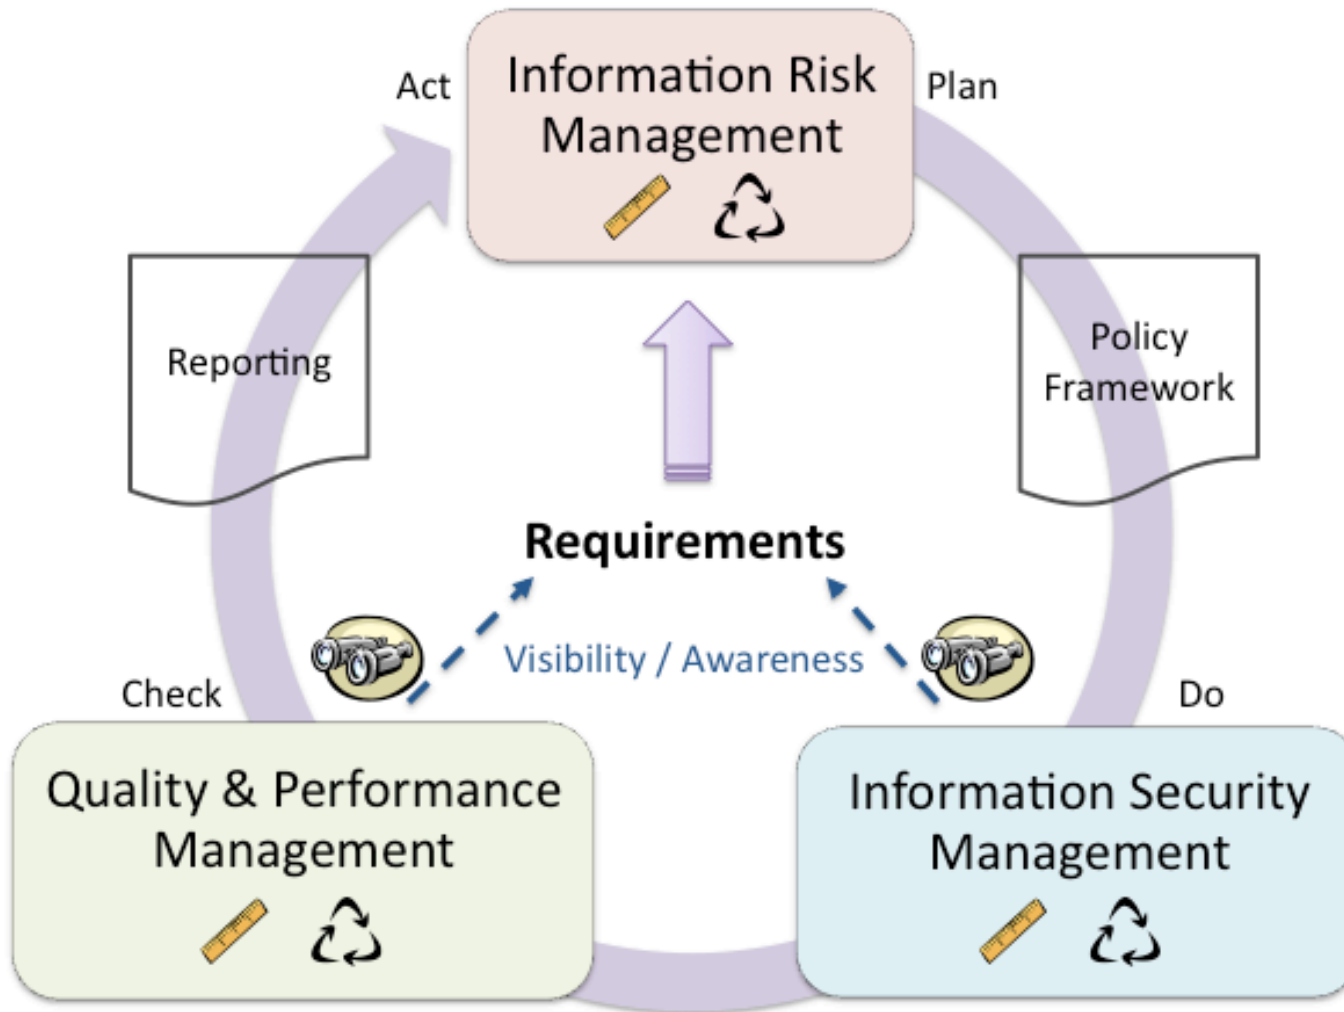 Act
Information Risk
Management
Plan
Reporting
Policy
Framework
Requirements
Visibility / Awareness
Check
Do
Quality & Performance
Management
Information Security
Management